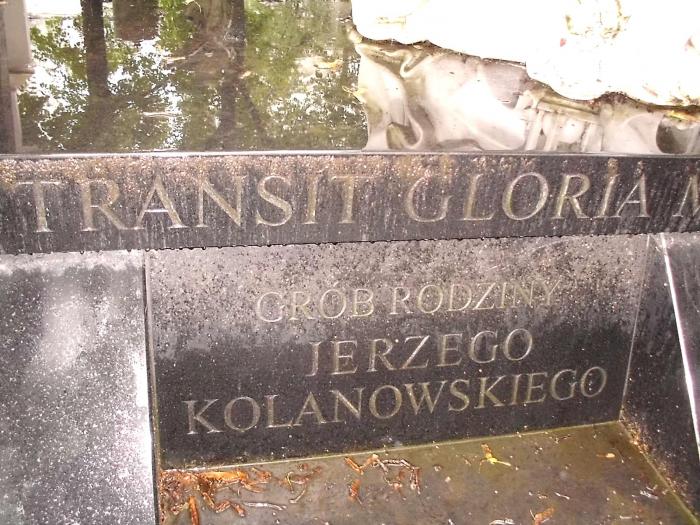 T TRANSIT GLORIA M
GRÓB RODZINY
JERZEGO
KOLANOWSKIEGO